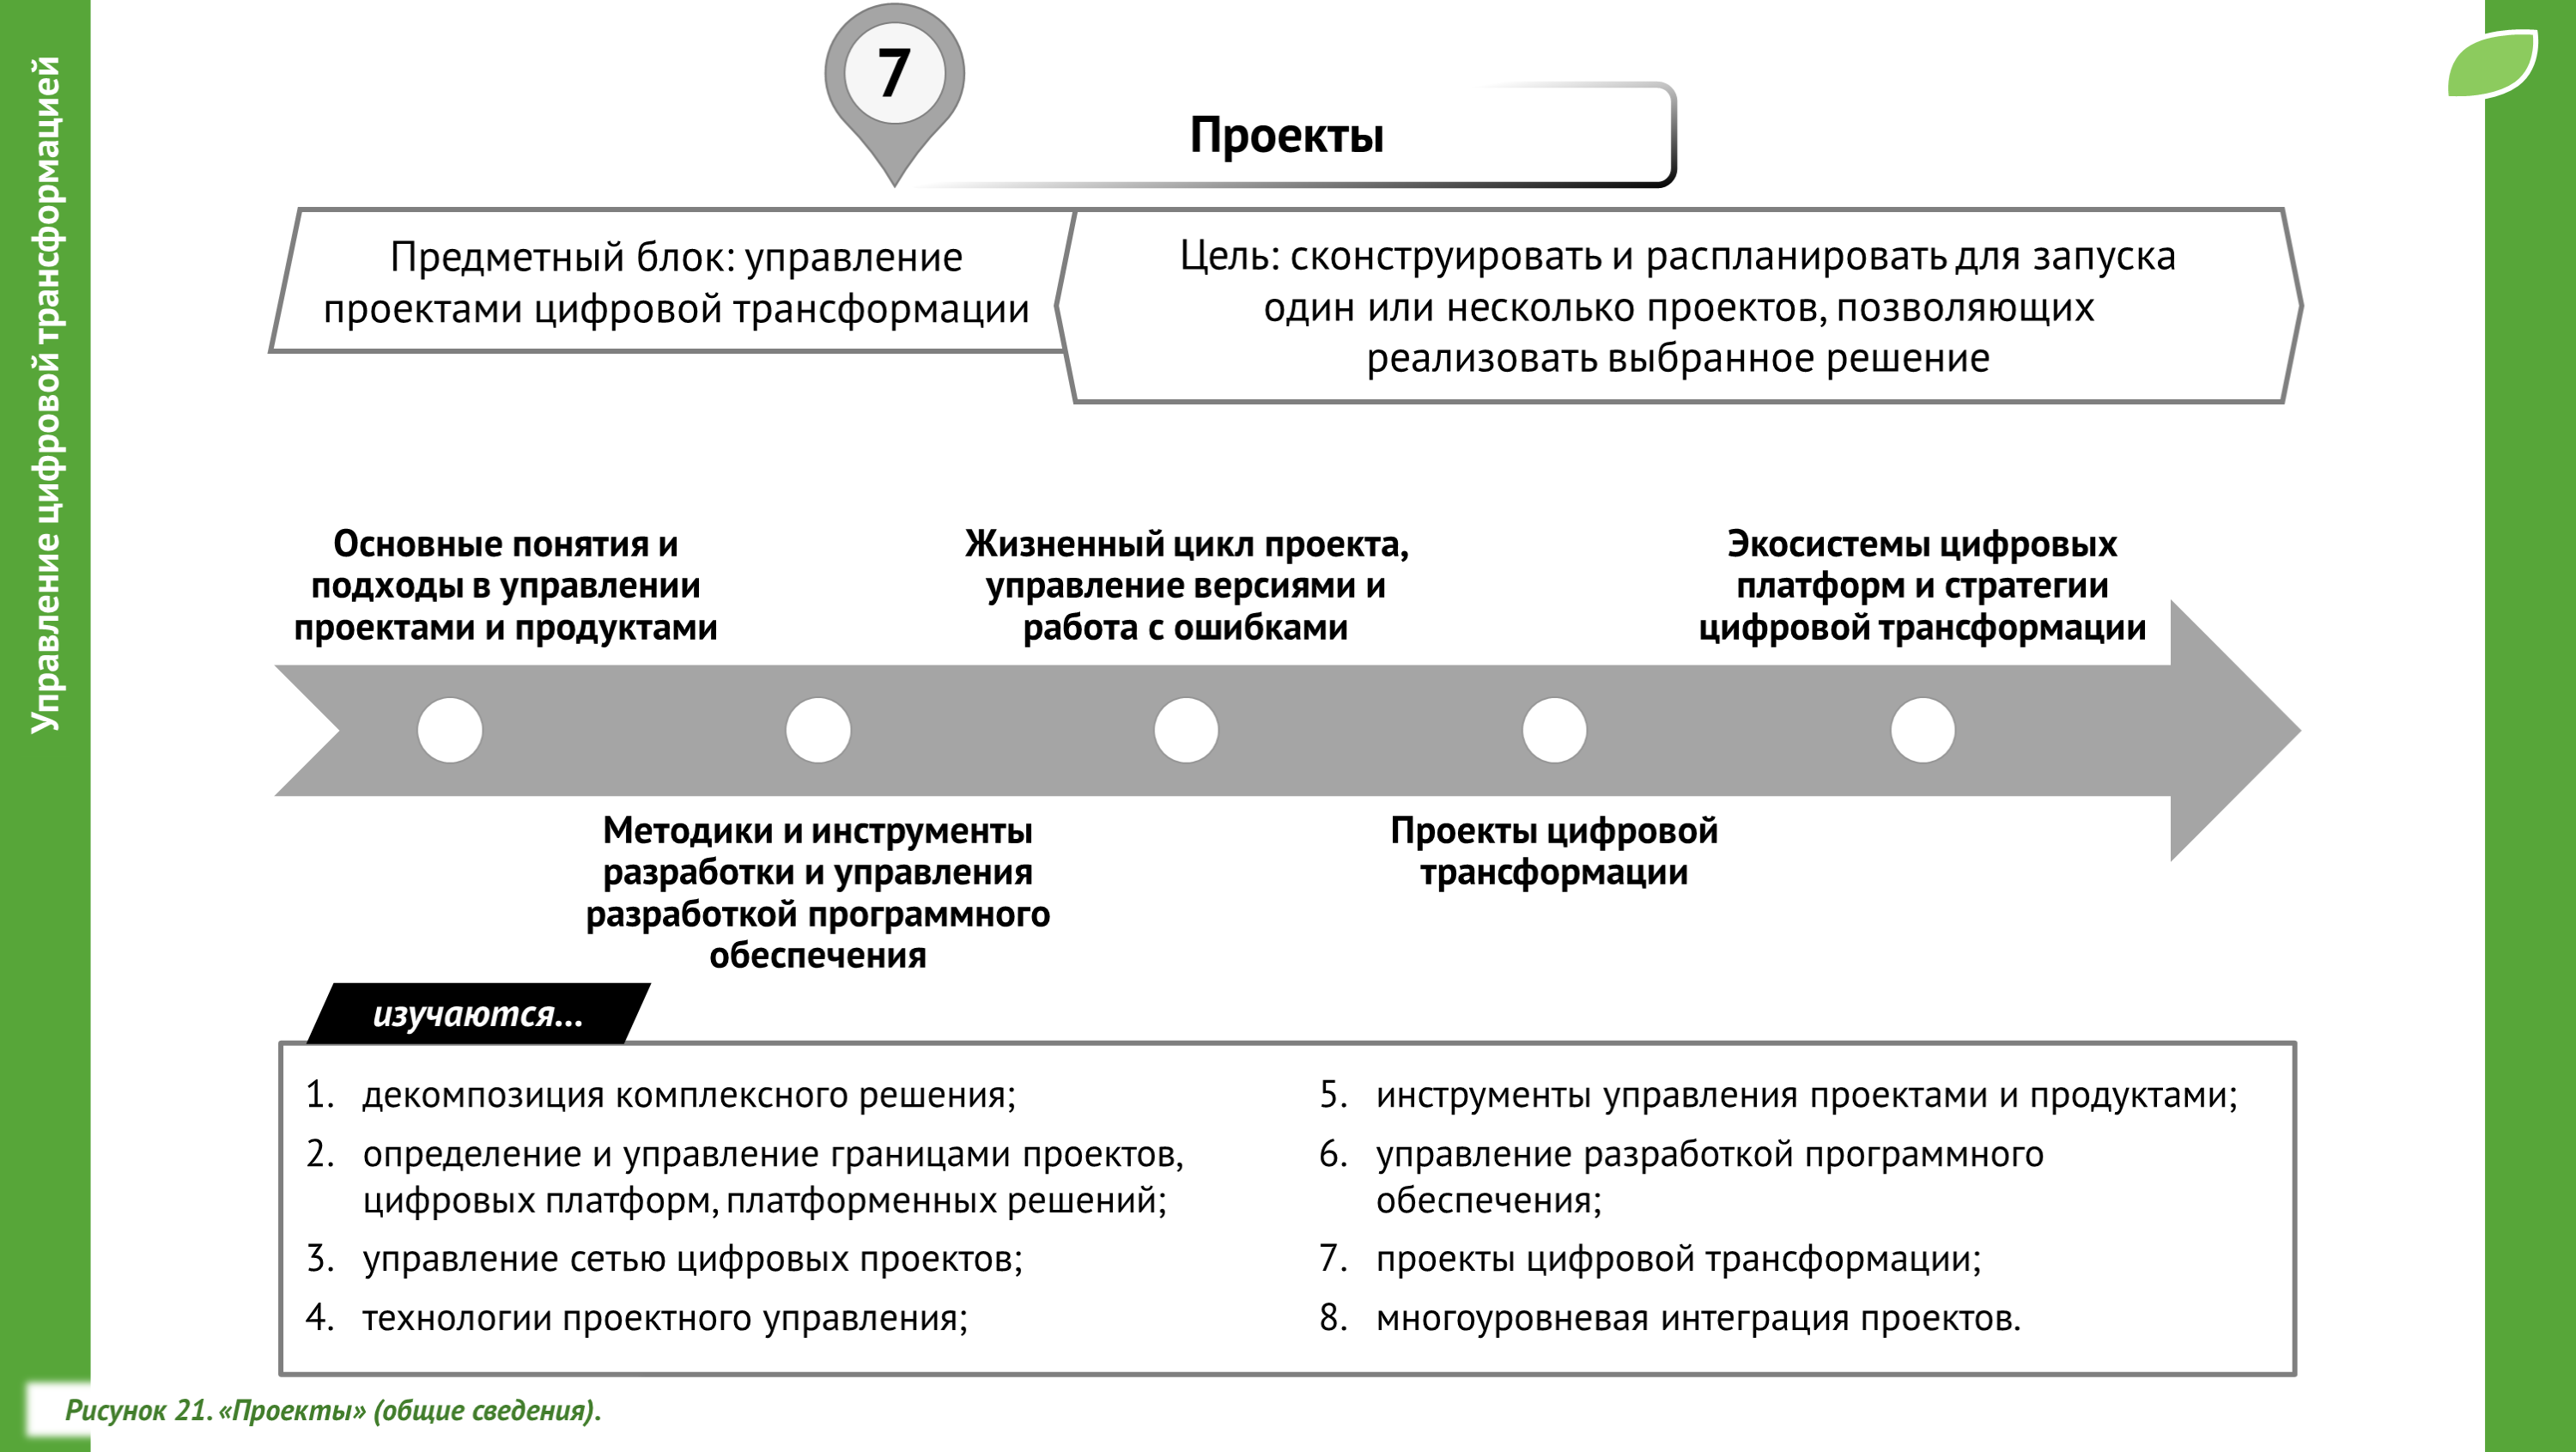 Управление цифровой трансформацией
7
Проекты
Предметный блок: управление
проектами цифровой трансформации
Цель: сконструировать и распланировать для запуска
один или несколько проектов, позволяющих
реализовать выбранное решение
Основные понятия и
подходы в управлении
проектами и продуктами
Методики и инструменты
разработки и управления
разработкой программного
обеспечения
Жизненный цикл проекта,
управление версиями и
работа с ошибками
Проекты цифровой
трансформации
Экосистемы цифровых
платформ и стратегии
цифровой трансформации
изучаются...
1. декомпозиция комплексного решения;
2. определение и управление границами проектов,
цифровых платформ, платформенных решений;
3. управление сетью цифровых проектов;
4. технологии проектного управления;
5. инструменты управления проектами и продуктами;
6. управление разработкой программного
обеспечения;
7. проекты цифровой трансформации;
8. многоуровневая интеграция проектов.
Рисунок 21. «Проекты» (общие сведения).